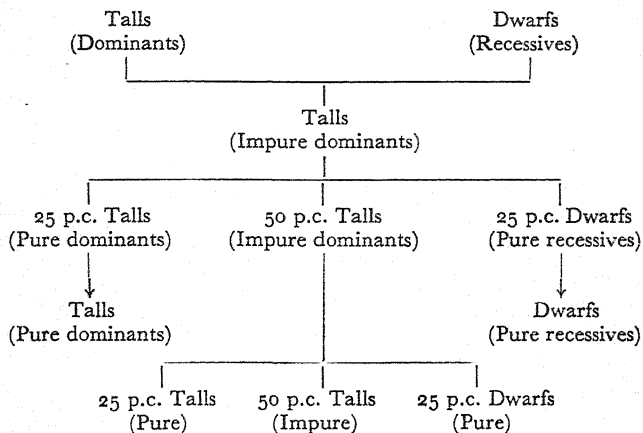 Talls
(Dominants)
Dwarfs
(Recessives)
Talls
(Impure dominants)
25 p.c. Talls
(Pure dominants)
50 p.c. Talls
(Impure dominants)
25 p.c. Dwarfs
(Pure recessives)
Talls
(Pure dominants)
Dwarfs
(Pure recessives)
25 p.c. Talls
(Pure)
50 p.c. Talls
(Impure)
25 p.c. Dwarfs
(Pure)